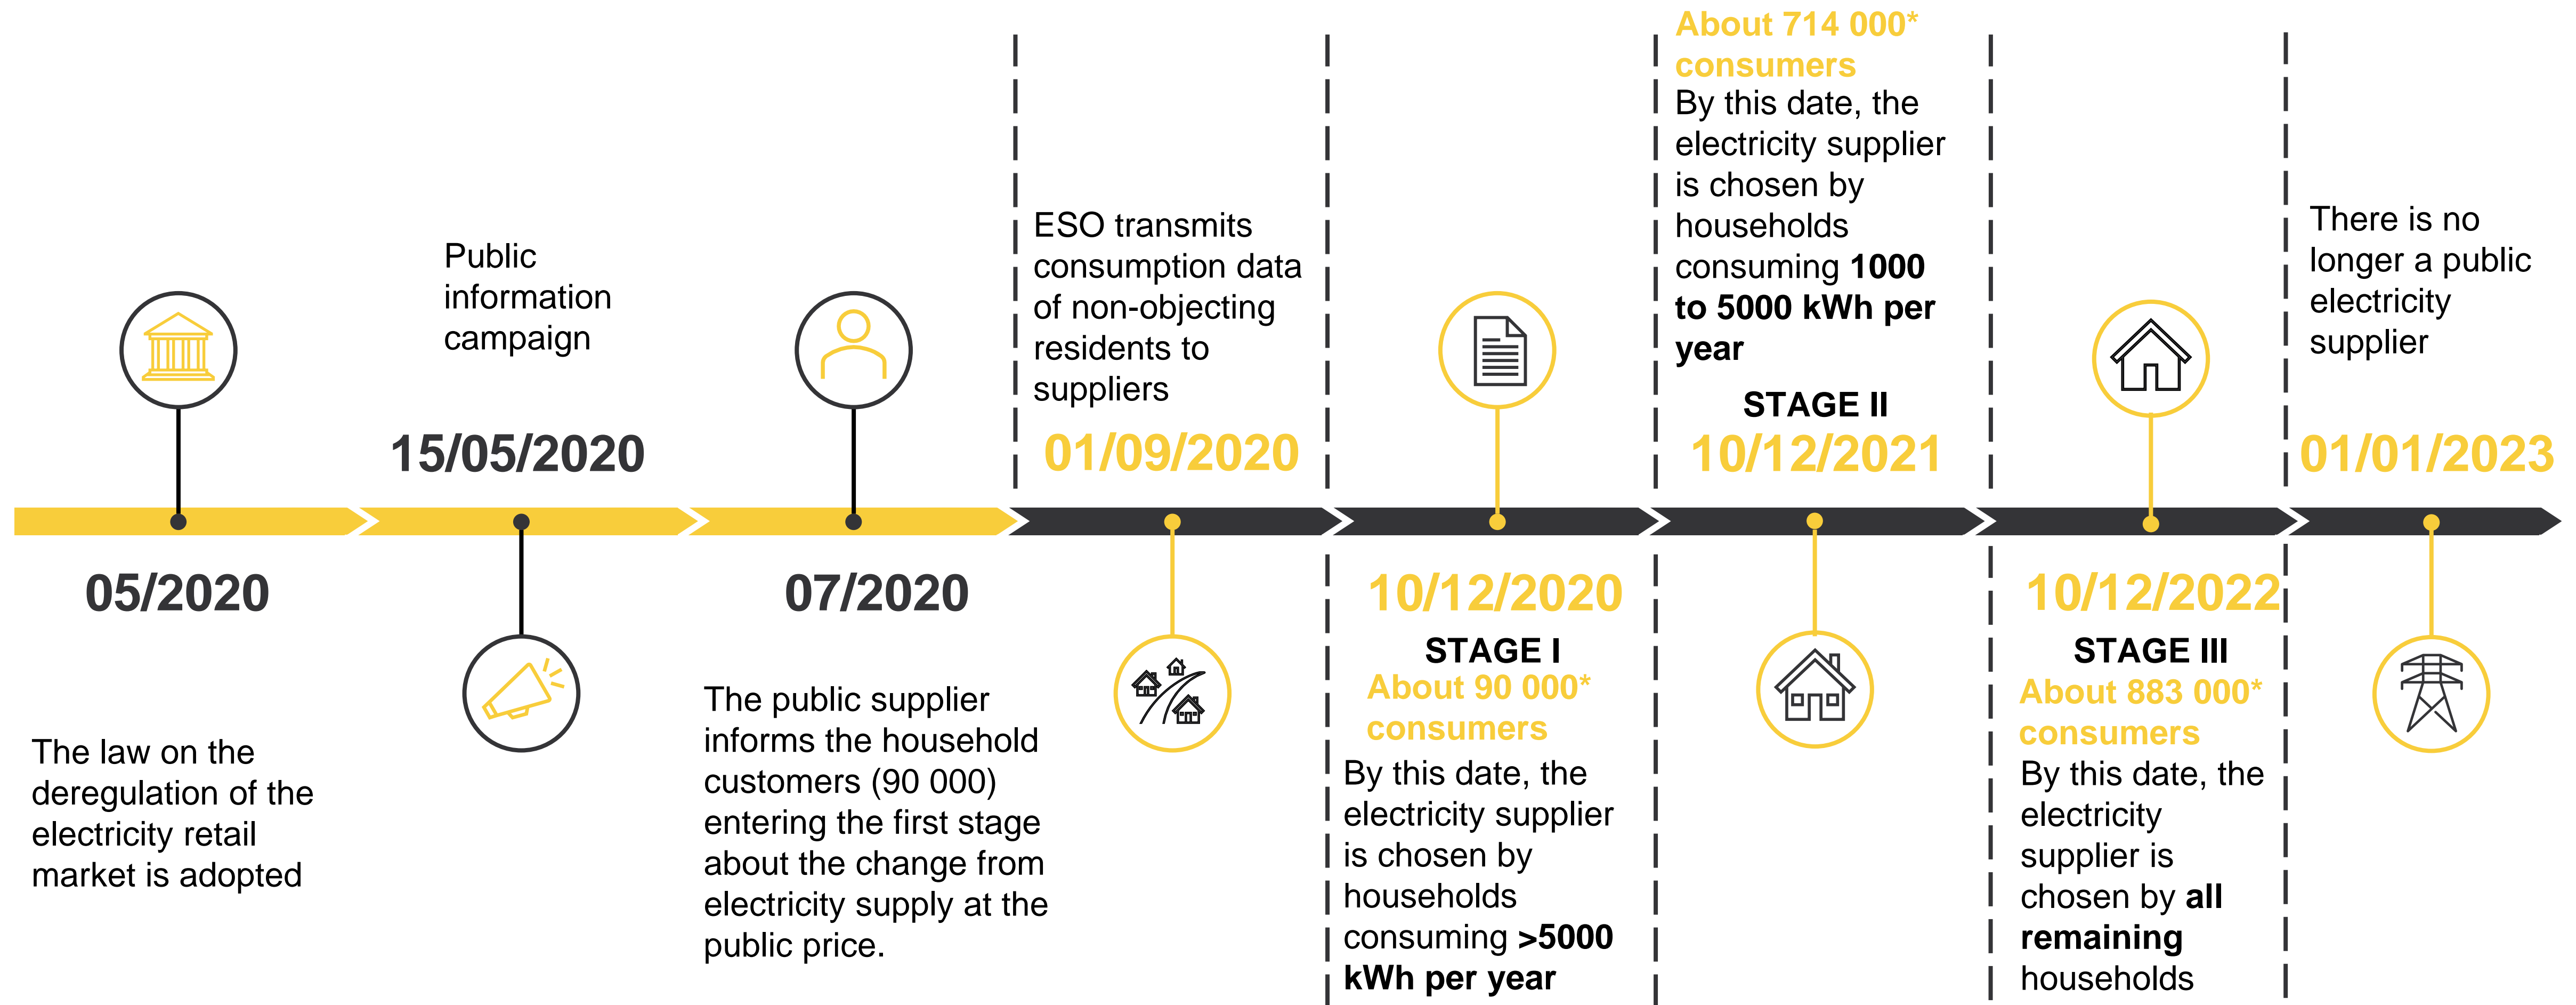 05/2020
The law on the
deregulation of the
electricity retail
market is adopted
Public
information
campaign
15/05/2020
07/2020
The public supplier
informs the household
customers (90 000)
entering the first stage
about the change from
electricity supply at the
public price.
ESO transmits
consumption data
of non-objecting
residents to
suppliers
01/09/2020
10/12/2020
STAGE I
About 90 000*
consumers
By this date, the
electricity supplier
is chosen by
households
consuming >5000
kWh per year
About 714 000*
consumers
By this date, the
electricity supplier
is chosen by
households
consuming 1000
to 5000 kWh per
year
STAGE II
10/12/2021
10/12/2022
STAGE III
About 883 000*
consumers
By this date, the
electricity
supplier is
chosen by all
remaining
households
There is no
longer a public
electricity
supplier
01/01/2023